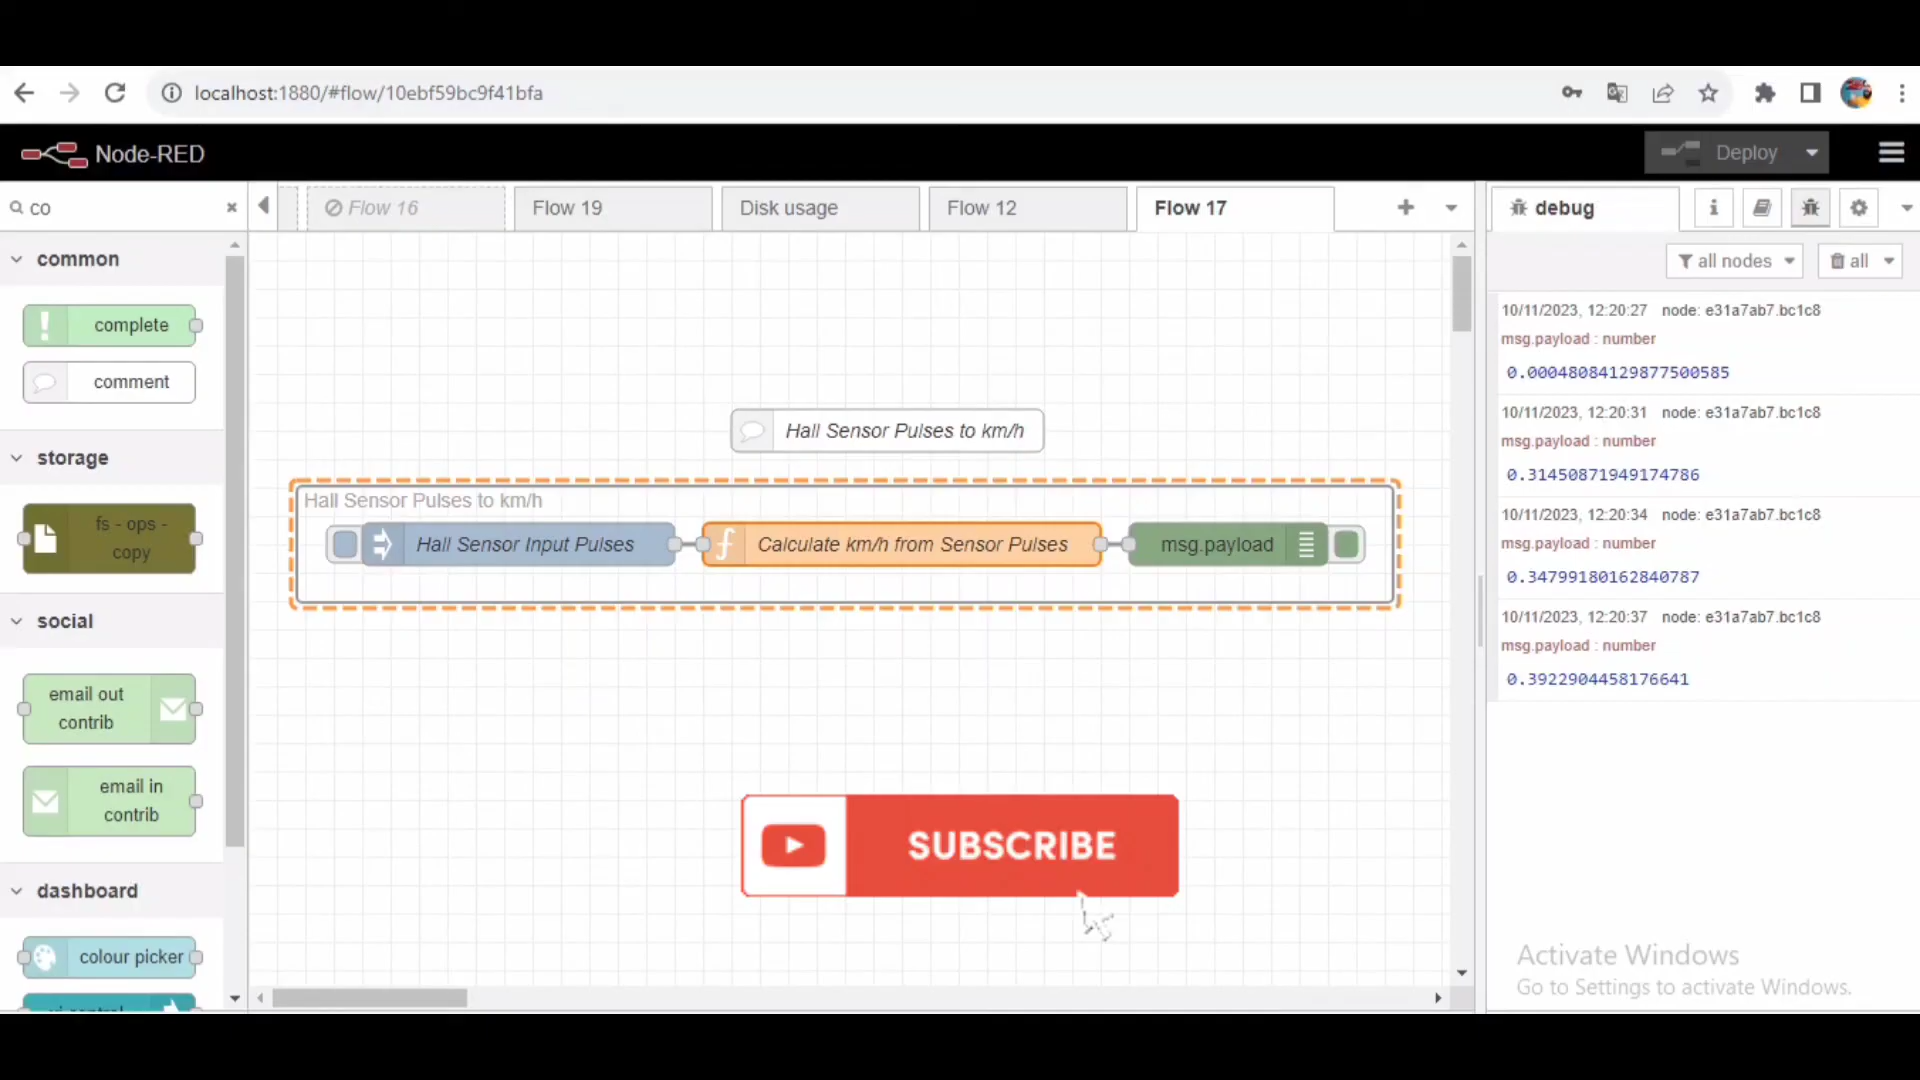 localhost:1880/#flow/10ebf59bc9f41bfa
Node-RED
Deploy
co
Flow 16
Flow 19
Disk usage
Flow 12
Flow 17
debug
all nodes
all
common
complete
comment
storage
fs - ops -
copy
social
email out
contrib
email in
contrib
dashboard
colour picker
Hall Sensor Pulses to km/h
Hall Sensor Pulses to km/h
Hall Sensor Input Pulses
Calculate km/h from Sensor Pulses
msg.payload
SUBSCRIBE
10/11/2023, 12:20:27 node: e31a7ab7.bc1c8
msg.payload : number
0.00048084129877500585
10/11/2023, 12:20:31 node: e31a7ab7.bc1c8
msg.payload : number
0.31450871949174786
10/11/2023, 12:20:34 node: e31a7ab7.bc1c8
msg.payload : number
0.34799180162840787
10/11/2023, 12:20:37 node: e31a7ab7.bc1c8
msg.payload : number
0.3922904458176641
Activate Windows
Go to Settings to activate Windows.